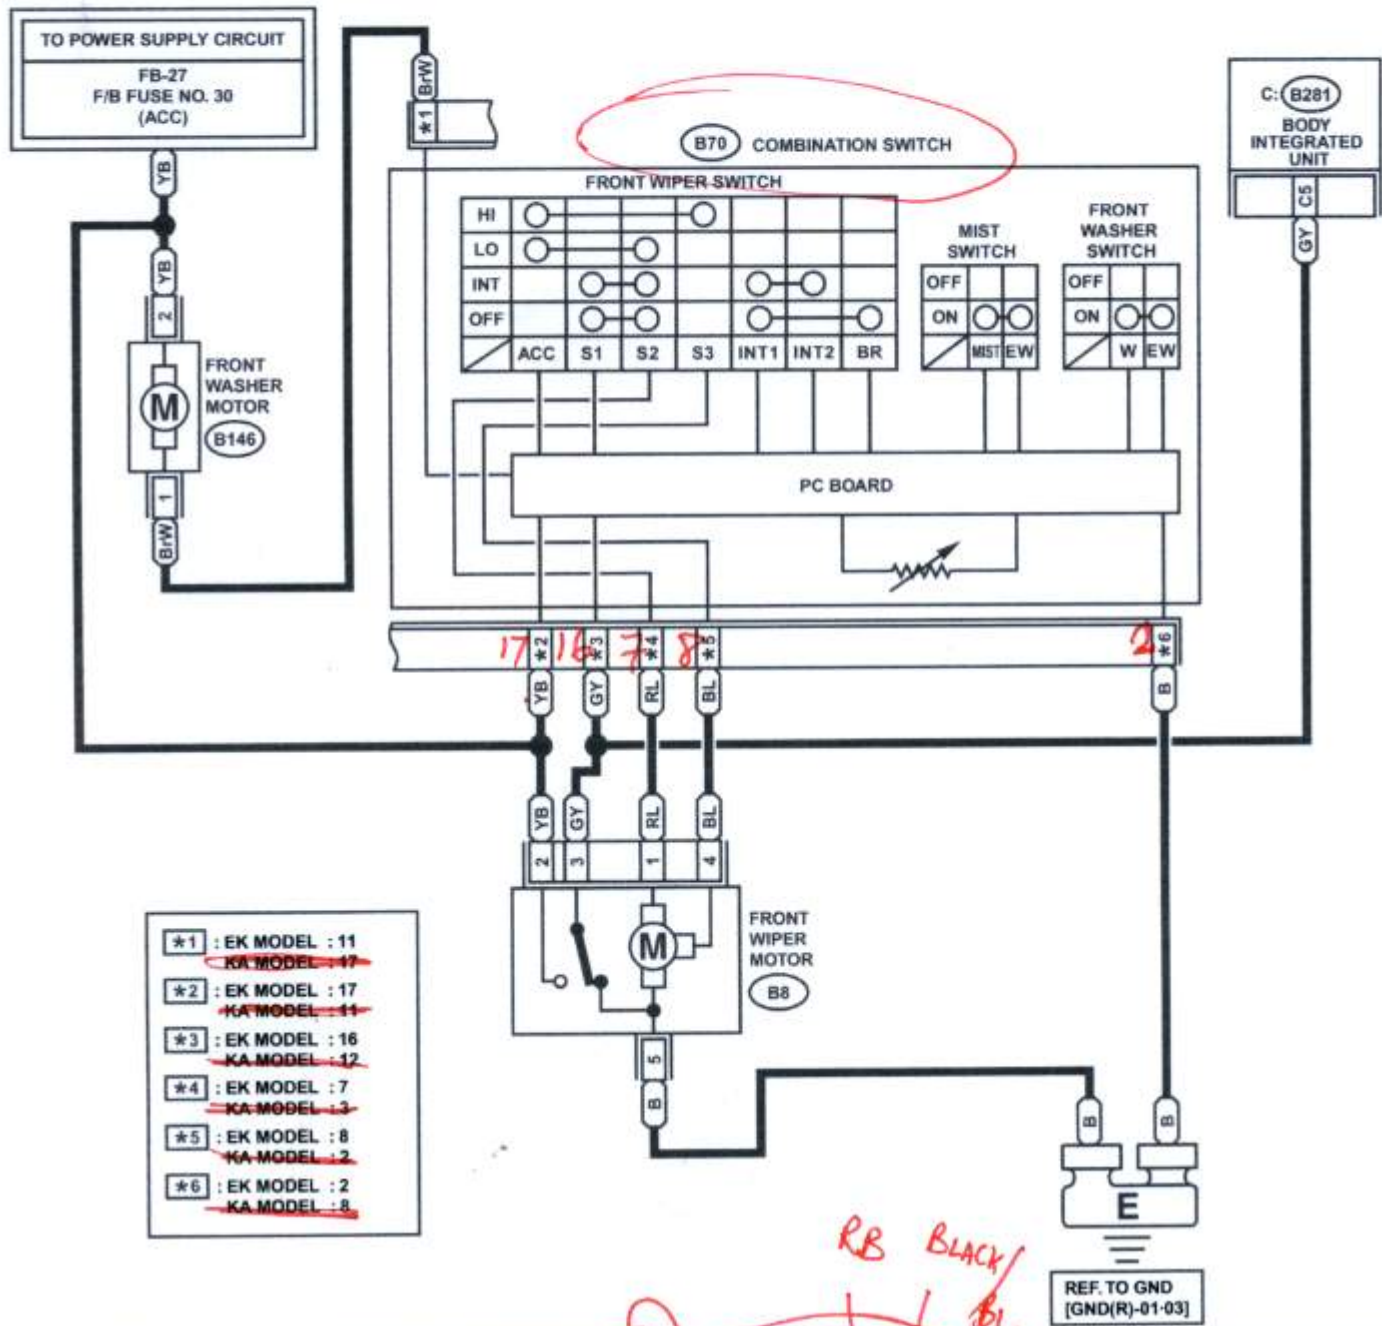 TO POWER SUPPLY CIRCUIT
FB-27
F/B FUSE NO. 30
(ACC)
YB
YB
2
M
FRONT
WASHER
MOTOR
B146
1
BrW
BrW
*1
B70 COMBINATION SWITCH
FRONT WIPER SWITCH
HI
LO
INT
OFF
ACC S1 S2 S3 INT1 INT2 BR
MIST
SWITCH
OFF
ON
MIST EW
FRONT
WASHER
SWITCH
OFF
ON
W EW
C: B281
BODY
INTEGRATED
UNIT
C5
GY
PC BOARD
17 *2 16 *3 7 *4 8 *5 2 *6
YB GY RL BL B
YB GY RL BL
2 3 1 4
M
FRONT
WIPER
MOTOR
B8
5
B
*1 : EK MODEL : 11
KA MODEL : 17
*2 : EK MODEL : 17
KA MODEL : 11
*3 : EK MODEL : 16
KA MODEL : 12
*4 : EK MODEL : 7
KA MODEL : 3
*5 : EK MODEL : 8
KA MODEL : 2
*6 : EK MODEL : 2
KA MODEL : 8
B B
E
REF. TO GND
[GND(R)-01-03]
RB BLACK/